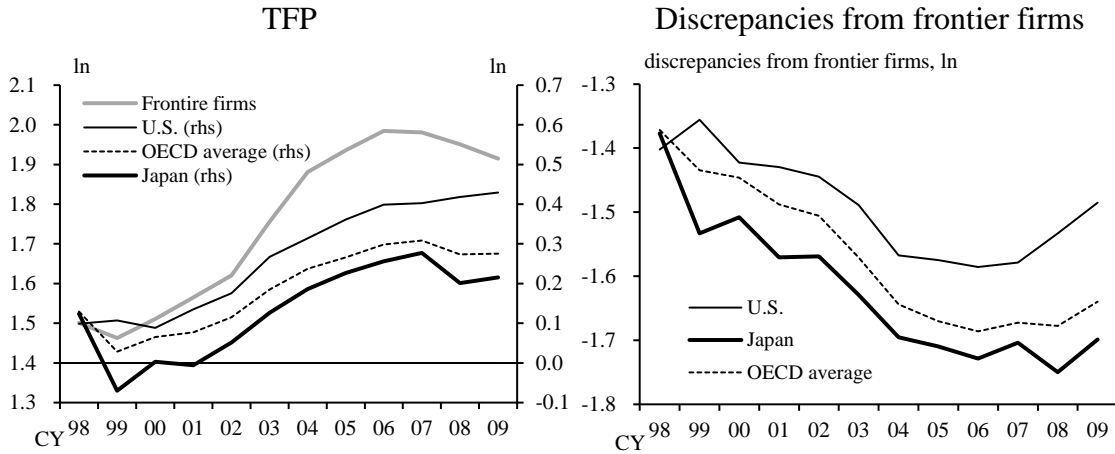 TFP
ln
ln
2.1
2.0
1.9
1.8
1.7
1.6
1.5
1.4
1.3
0.7
0.6
0.5
0.4
0.3
0.2
0.1
0.0
-0.1
Frontire firms
U.S. (rhs)
OECD average (rhs)
Japan (rhs)
CY 98 99 00 01 02 03 04 05 06 07 08 09
Discrepancies from frontier firms
discrepancies from frontier firms, ln
-1.3
-1.4
-1.5
-1.6
-1.7
-1.8
U.S.
Japan
OECD average
CY 98 99 00 01 02 03 04 05 06 07 08 09